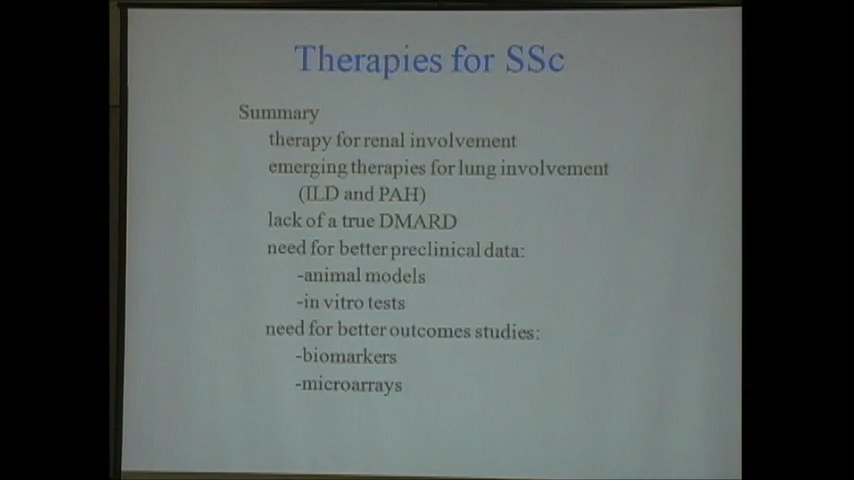 Therapies for SSc
Summary
therapy for renal involvement
emerging therapies for lung involvement
(ILD and PAH)
lack of a true DMARD
need for better preclinical data:
-animal models
-in vitro tests
need for better outcomes studies:
-biomarkers
-microarrays